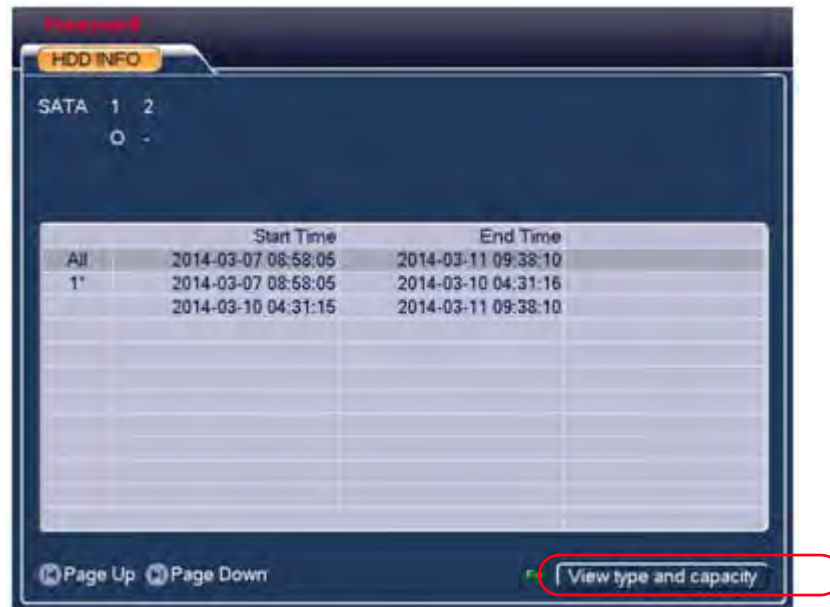 Honeywell
HDD INFO
SATA 1 2
O -
Start Time End Time
All 2014-03-07 08:58:05 2014-03-11 09:38:10
1* 2014-03-07 08:58:05 2014-03-10 04:31:16
2014-03-10 04:31:15 2014-03-11 09:38:10
Page Up Page Down View type and capacity